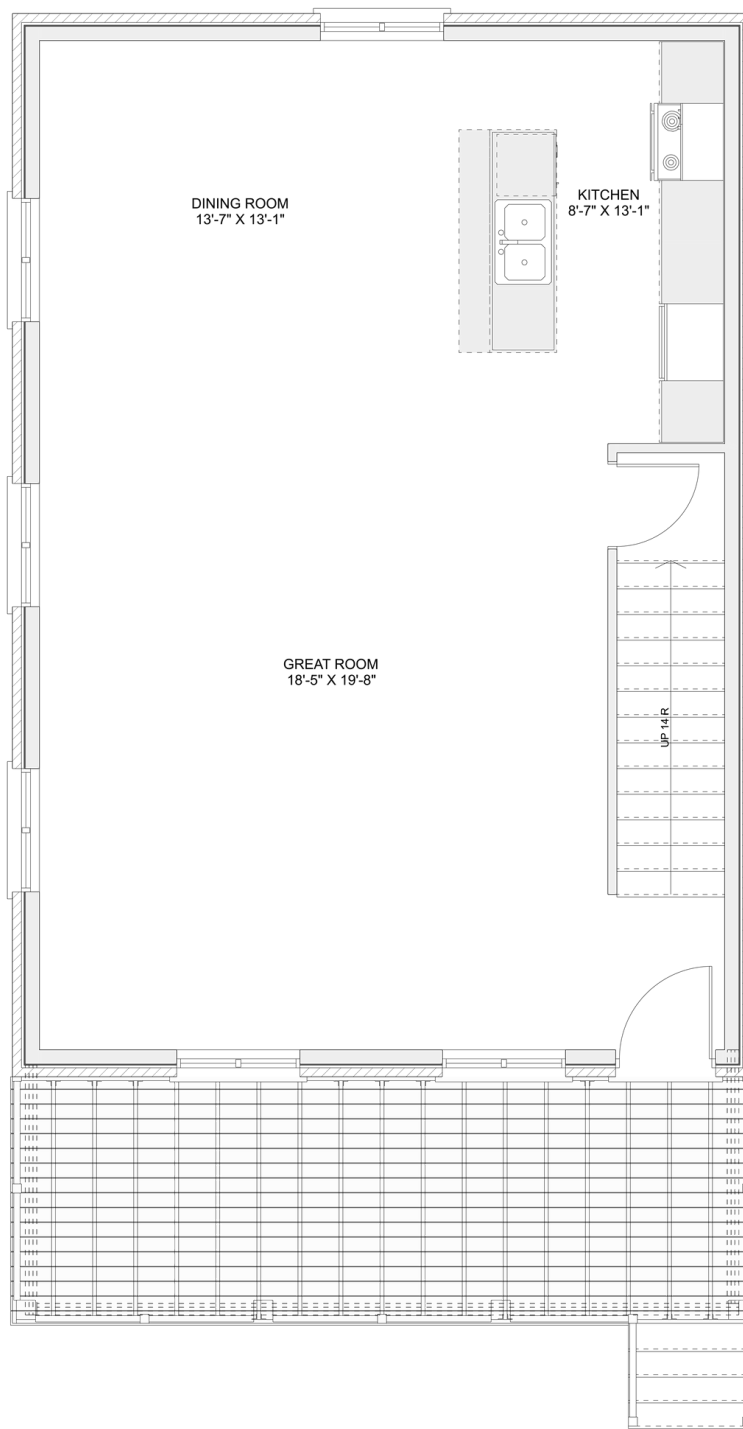 DINING ROOM
13'-7" X 13'-1"
KITCHEN
8'-7" X 13'-1"
GREAT ROOM
18'-5" X 19'-8"
UP 14 R